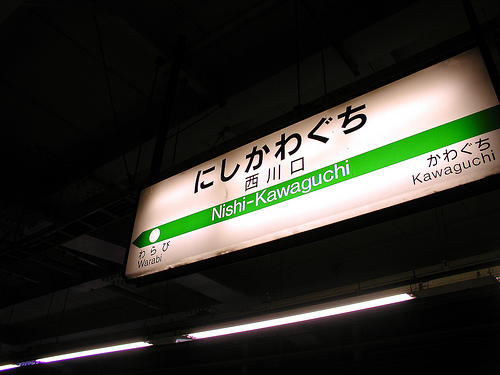 にしかわぐち
西川口
Nishi-Kawaguchi
わらび
Warabi
かわぐち
Kawaguchi